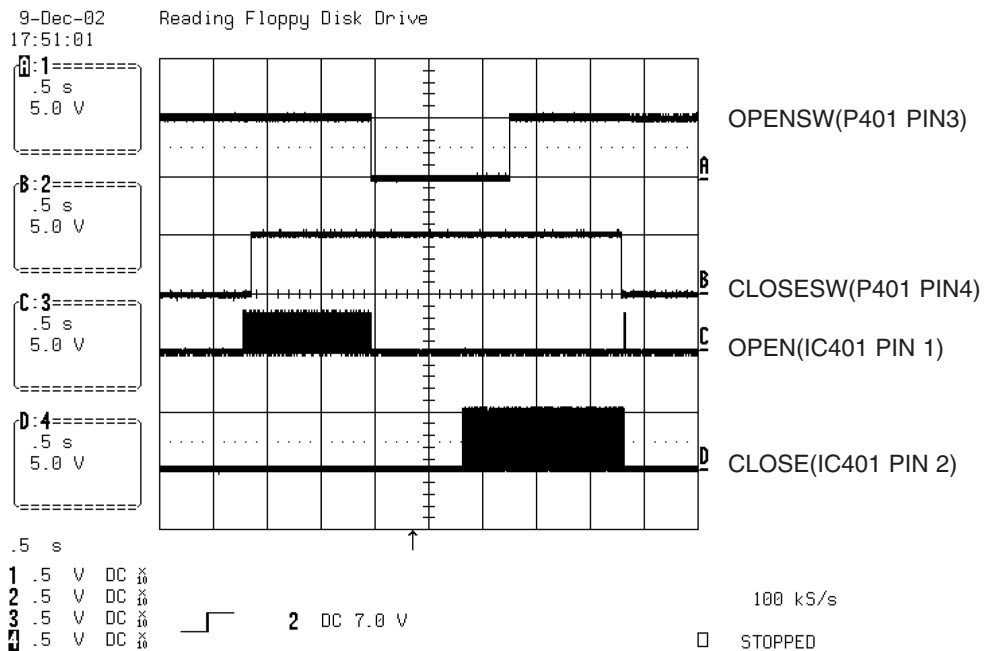 9-Dec-02
17:51:01
Reading Floppy Disk Drive
A:1
.5 s
5.0 V
OPENSW(P401 PIN3)
A
B:2
.5 s
5.0 V
B
CLOSESW(P401 PIN4)
C:3
.5 s
5.0 V
C
OPEN(IC401 PIN 1)
D:4
.5 s
5.0 V
D
CLOSE(IC401 PIN 2)
.5 s
1 .5 V DC X10
2 .5 V DC X10
3 .5 V DC X10
4 .5 V DC X10
2 DC 7.0 V
100 kS/s
STOPPED